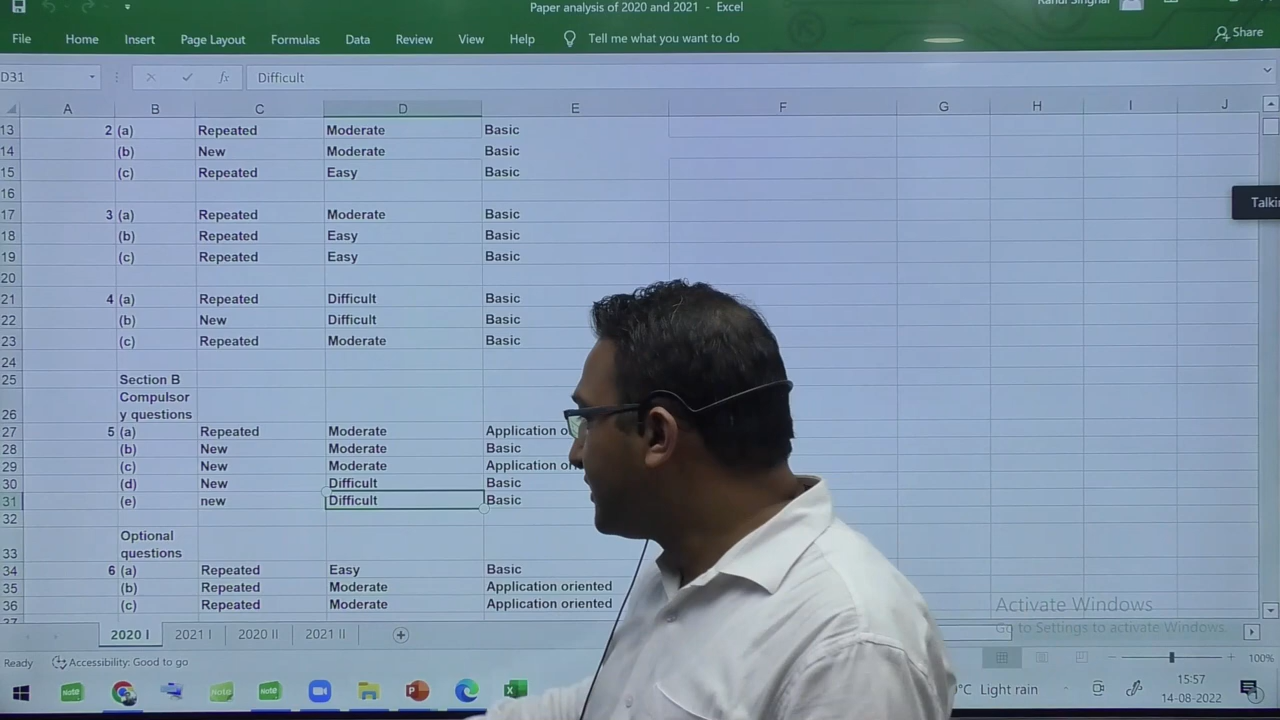 Paper analysis of 2020 and 2021 - Excel
File Home Insert Page Layout Formulas Data Review View Help Tell me what you want to do Share
D31 fx Difficult
A B C D E F G H I J
13 2 (a) Repeated Moderate Basic
14 (b) New Moderate Basic
15 (c) Repeated Easy Basic
16
17 3 (a) Repeated Moderate Basic
18 (b) Repeated Easy Basic
19 (c) Repeated Easy Basic
20
21 4 (a) Repeated Difficult Basic
22 (b) New Difficult Basic
23 (c) Repeated Moderate Basic
24
25 Section B
Compulsor
26 y questions
27 5 (a) Repeated Moderate Application
28 (b) New Moderate Basic
29 (c) New Moderate Application
30 (d) New Difficult Basic
31 (e) new Difficult Basic
32
Optional
33 questions
34 6 (a) Repeated Easy Basic
35 (b) Repeated Moderate Application oriented
36 (c) Repeated Moderate Application oriented
Activate Windows
Go to Settings to activate Windows.
2020 I 2021 I 2020 II 2021 II
Ready Accessibility: Good to go 100%
Note Note Note °C Light rain 15:57
14-08-2022